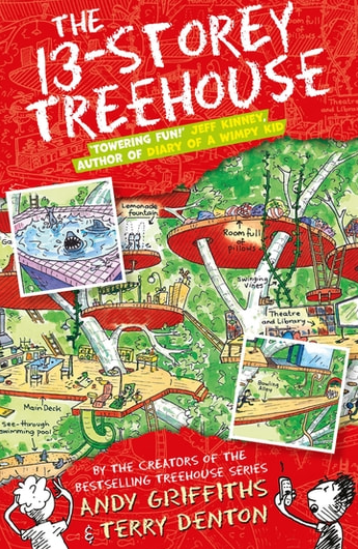 THE
13-STOREY
TREEHOUSE
'TOWERING FUN!' JEFF KINNEY,
AUTHOR OF DIARY OF A WIMPY KID
Lemonade
fountain
Room full
of
pillows
swinging
vines
Theatre
and Library
Bowling
alley
Main Deck
see-through
swimming pool
BY THE CREATORS OF THE
BESTSELLING TREEHOUSE SERIES
ANDY GRIFFITHS
& TERRY DENTON